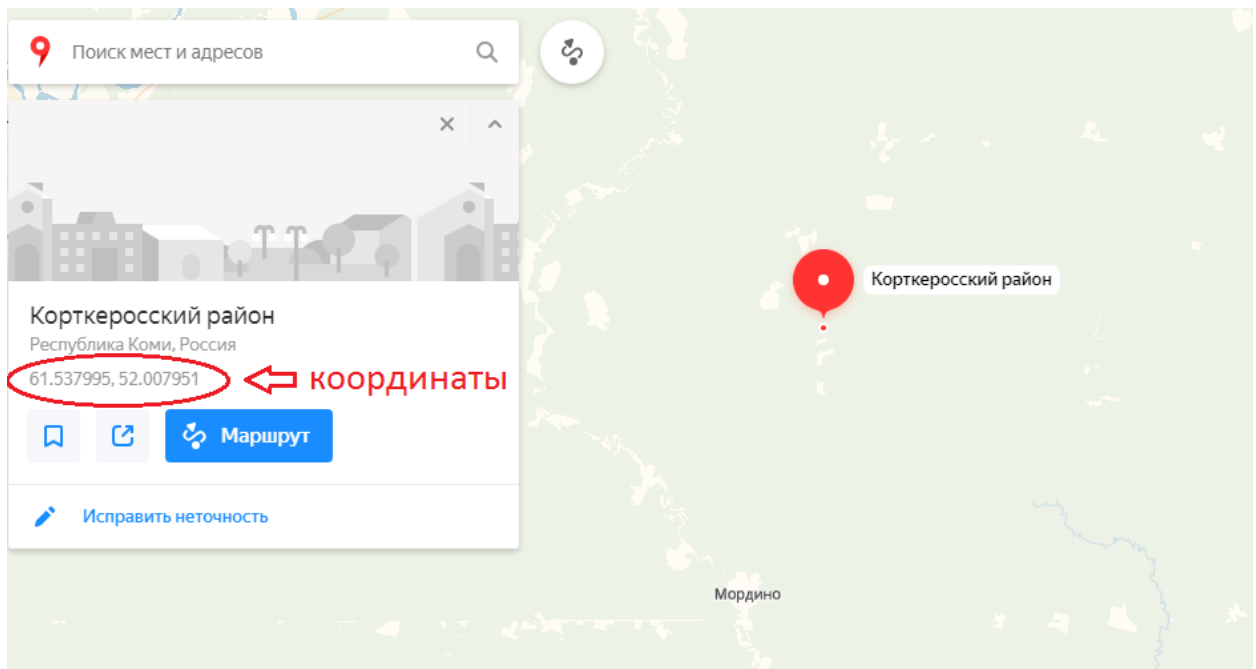 Поиск мест и адресов
Корткеросский район
Корткеросский район
Республика Коми, Россия
61.537995, 52.007951
координаты
Маршрут
Исправить неточность
Мордино